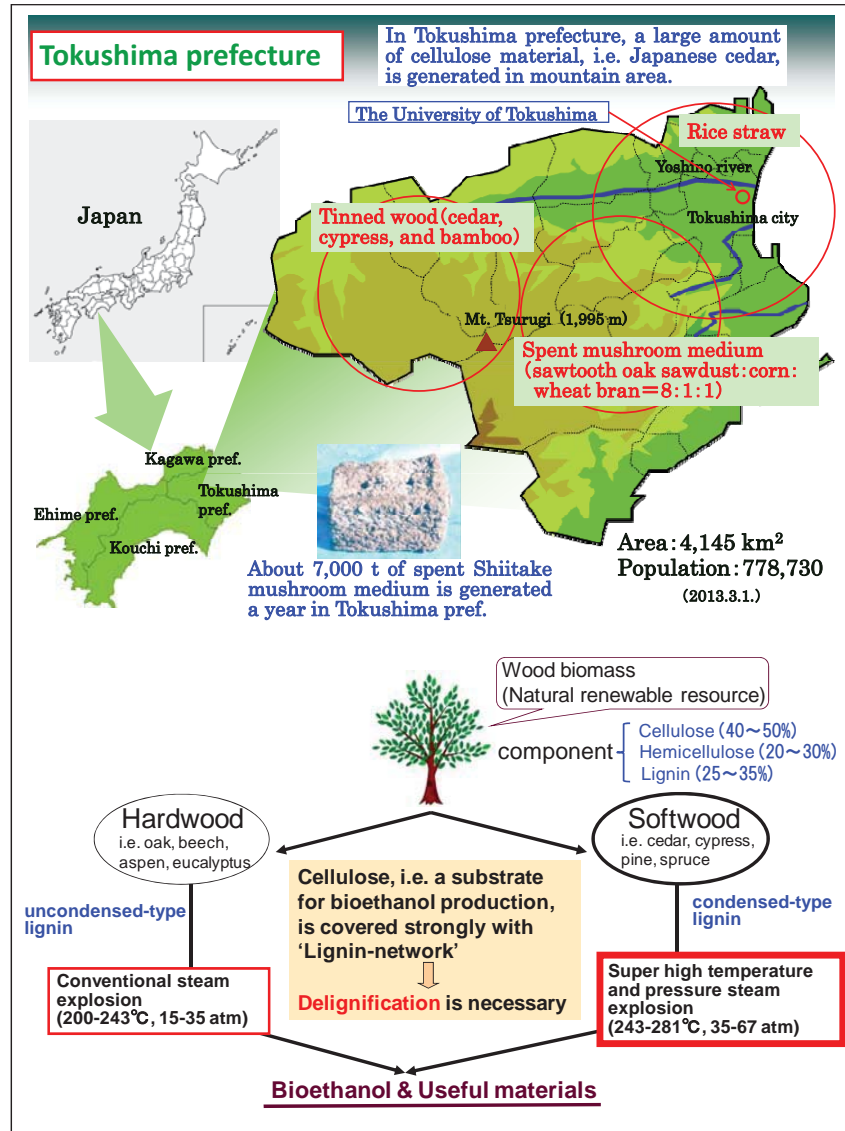 Tokushima prefecture
In Tokushima prefecture, a large amount
of cellulose material, i.e. Japanese cedar,
is generated in mountain area.
The University of Tokushima
Rice straw
Yoshino river
Japan
Tinned wood(cedar,
cypress, and bamboo)
Tokushima city
Mt. Tsurugi (1,995 m)
Spent mushroom medium
(sawtooth oak sawdust:corn:
wheat bran=8:1:1)
Kagawa pref.
Tokushima
pref.
Ehime pref.
Kouchi pref.
Area:4,145 km²
Population:778,730
(2013.3.1.)
About 7,000 t of spent Shiitake
mushroom medium is generated
a year in Tokushima pref.
Wood biomass
(Natural renewable resource)
component
Cellulose (40~50%)
Hemicellulose (20~30%)
Lignin (25~35%)
Hardwood
i.e. oak, beech,
aspen, eucalyptus
Softwood
i.e. cedar, cypress,
pine, spruce
uncondensed-type
lignin
Cellulose, i.e. a substrate
for bioethanol production,
is covered strongly with
‘Lignin-network’
Delignification is necessary
condensed-type
lignin
Conventional steam
explosion
(200-243℃, 15-35 atm)
Super high temperature
and pressure steam
explosion
(243-281℃, 35-67 atm)
Bioethanol & Useful materials